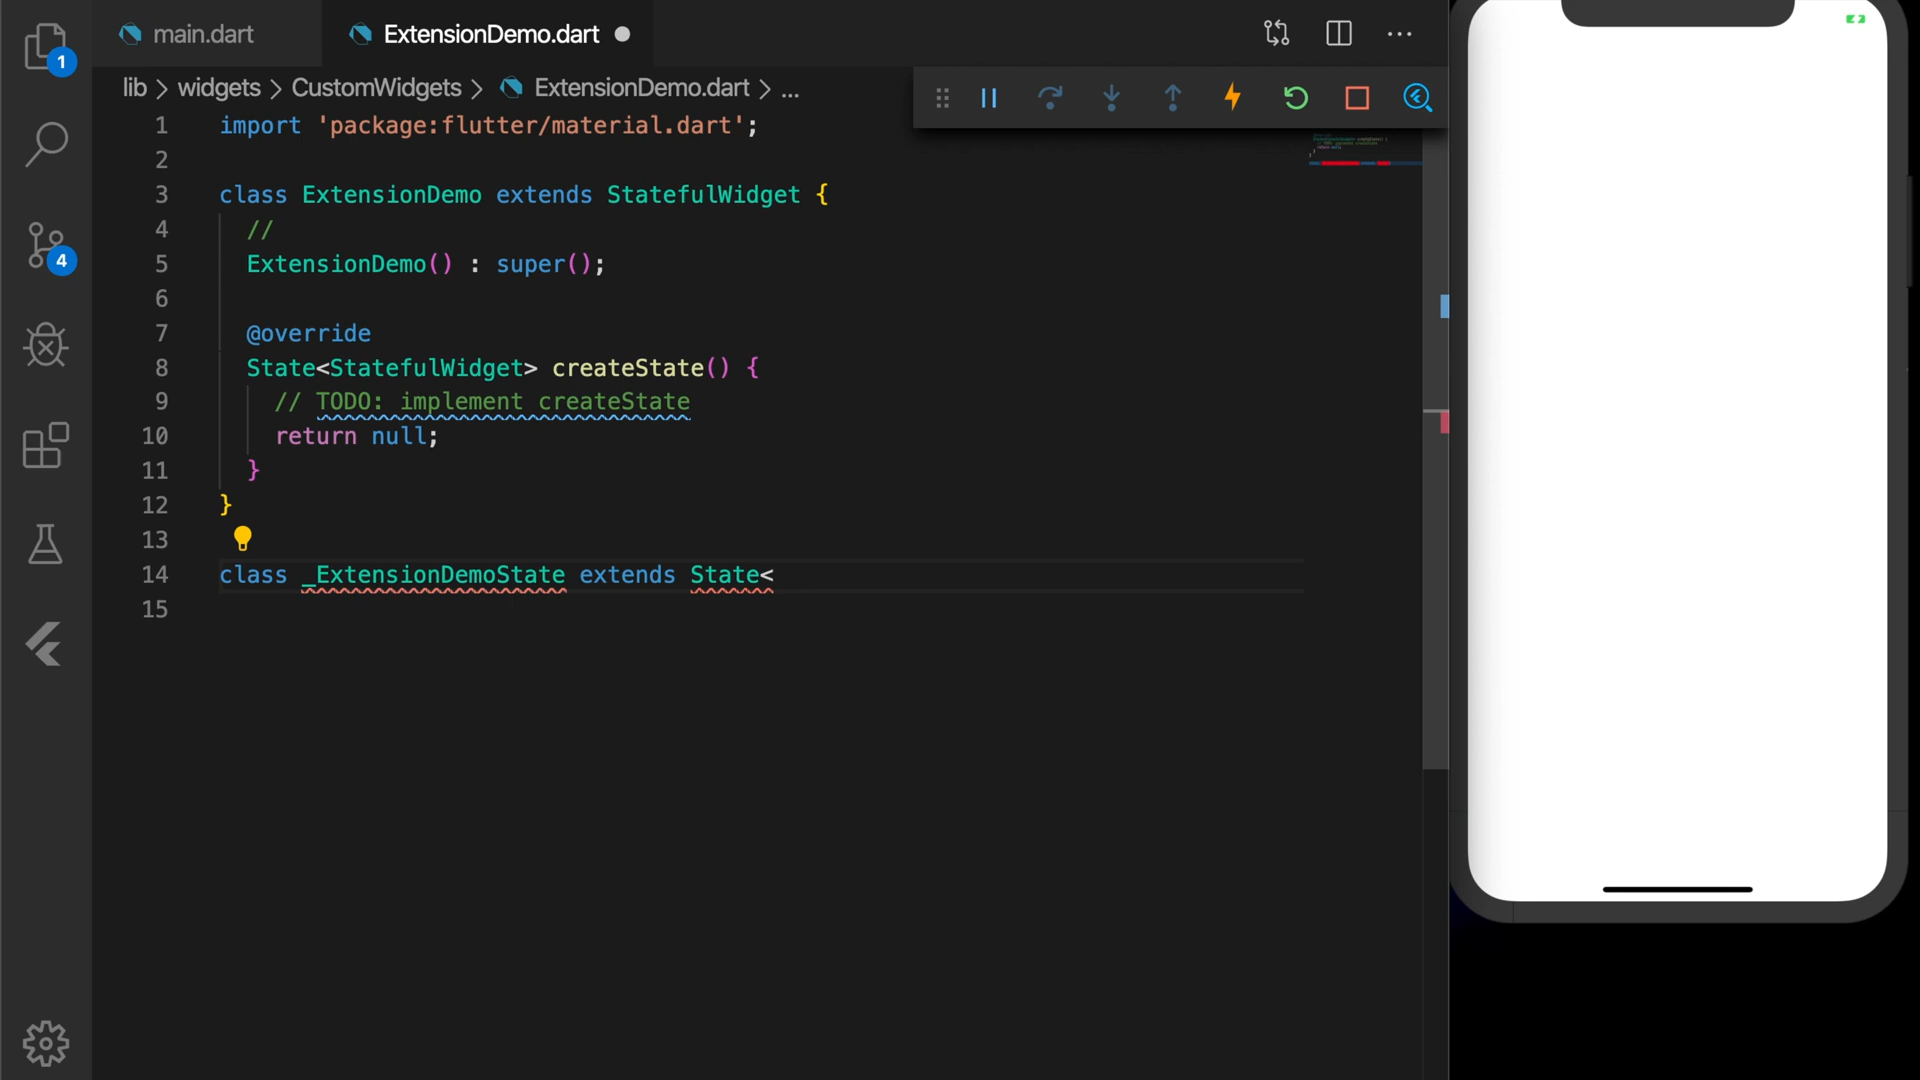 main.dart
ExtensionDemo.dart
1
lib > widgets > CustomWidgets > ExtensionDemo.dart > ...
1 import 'package:flutter/material.dart';
2
3 class ExtensionDemo extends StatefulWidget {
4 //
5 ExtensionDemo() : super();
6
7 @override
8 State<StatefulWidget> createState() {
9 // TODO: implement createState
10 return null;
11 }
12 }
13
14 class _ExtensionDemoState extends State<
15
4